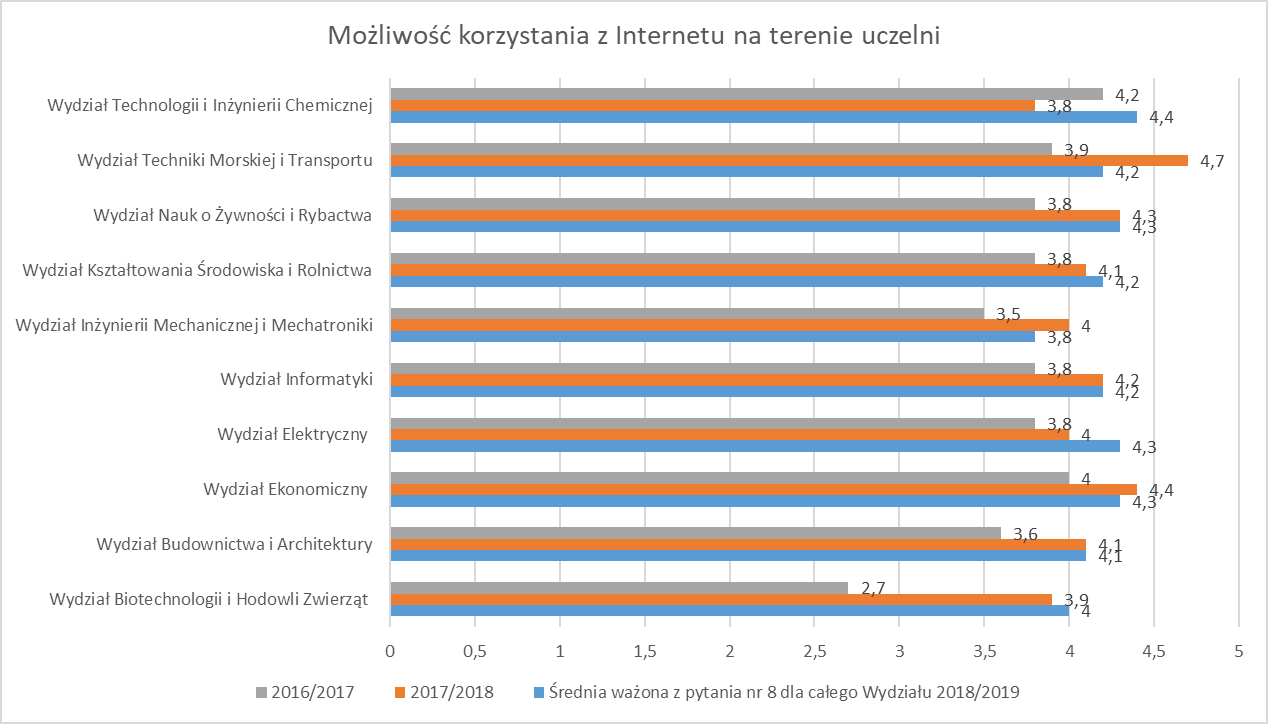 Możliwość korzystania z Internetu na terenie uczelni
Wydział Technologii i Inżynierii Chemicznej
4,2
3,8
4,4
Wydział Techniki Morskiej i Transportu
3,9
4,7
4,2
Wydział Nauk o Żywności i Rybactwa
3,8
4,3
4,3
Wydział Kształtowania Środowiska i Rolnictwa
3,8
4,1
4,2
Wydział Inżynierii Mechanicznej i Mechatroniki
3,5
4
3,8
Wydział Informatyki
3,8
4,2
4,2
Wydział Elektryczny
3,8
4
4,3
Wydział Ekonomiczny
4
4,4
4,3
Wydział Budownictwa i Architektury
3,6
4,1
4,1
Wydział Biotechnologii i Hodowli Zwierząt
2,7
3,9
4
0 0,5 1 1,5 2 2,5 3 3,5 4 4,5 5
2016/2017 2017/2018 Średnia ważona z pytania nr 8 dla całego Wydziału 2018/2019